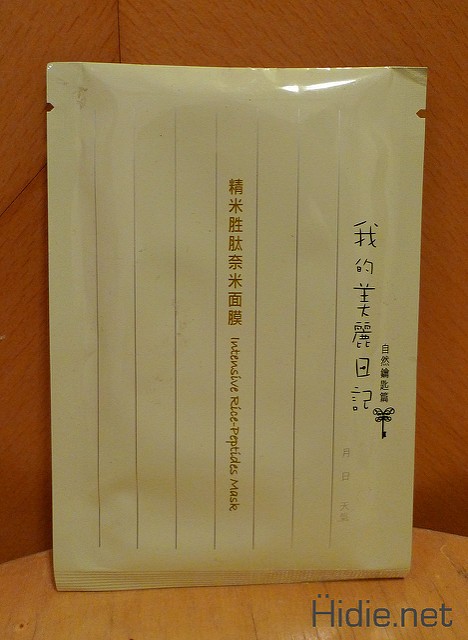 我的美麗日記
自然鑰匙篇
月 日 天氣
精米胜肽奈米面膜 Intensive Rice-Peptides Mask
Hidie.net